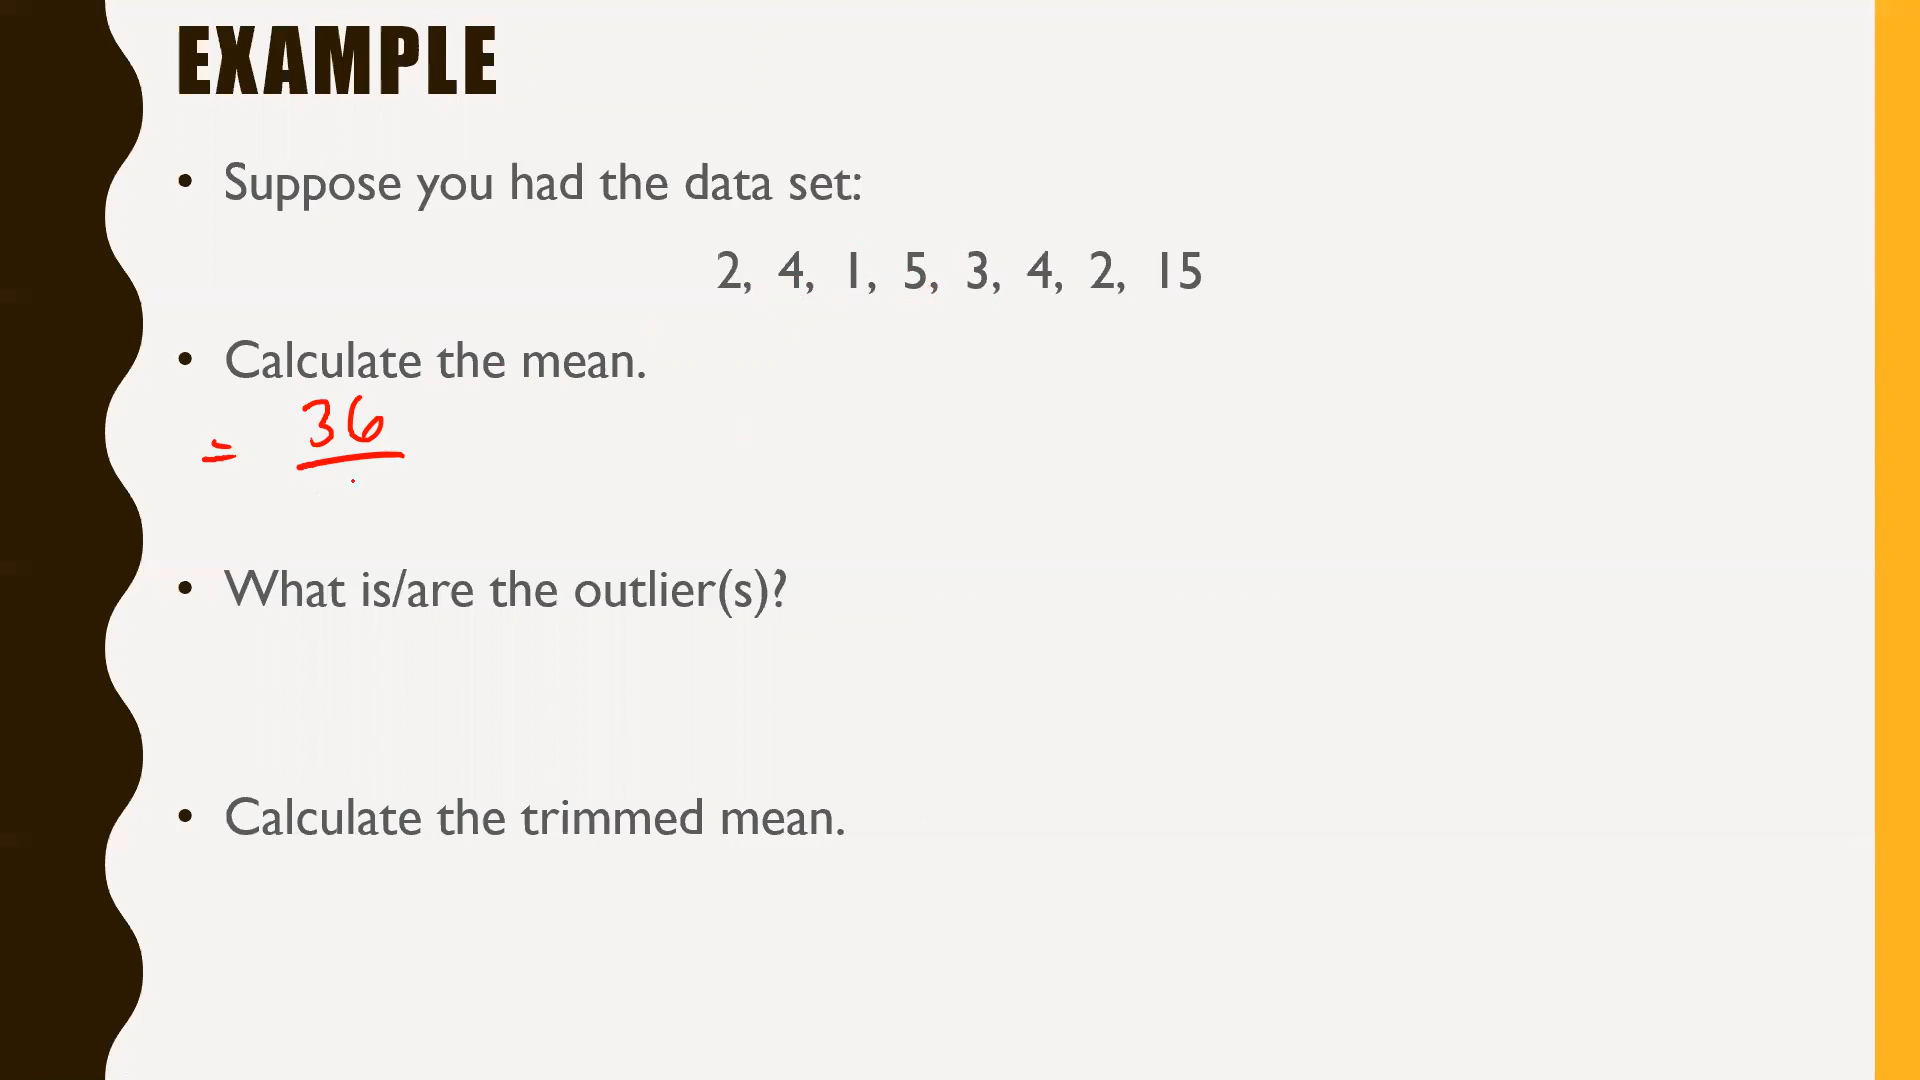 EXAMPLE
• Suppose you had the data set:
2, 4, 1, 5, 3, 4, 2, 15
• Calculate the mean.
= 36
• What is/are the outlier(s)?
• Calculate the trimmed mean.